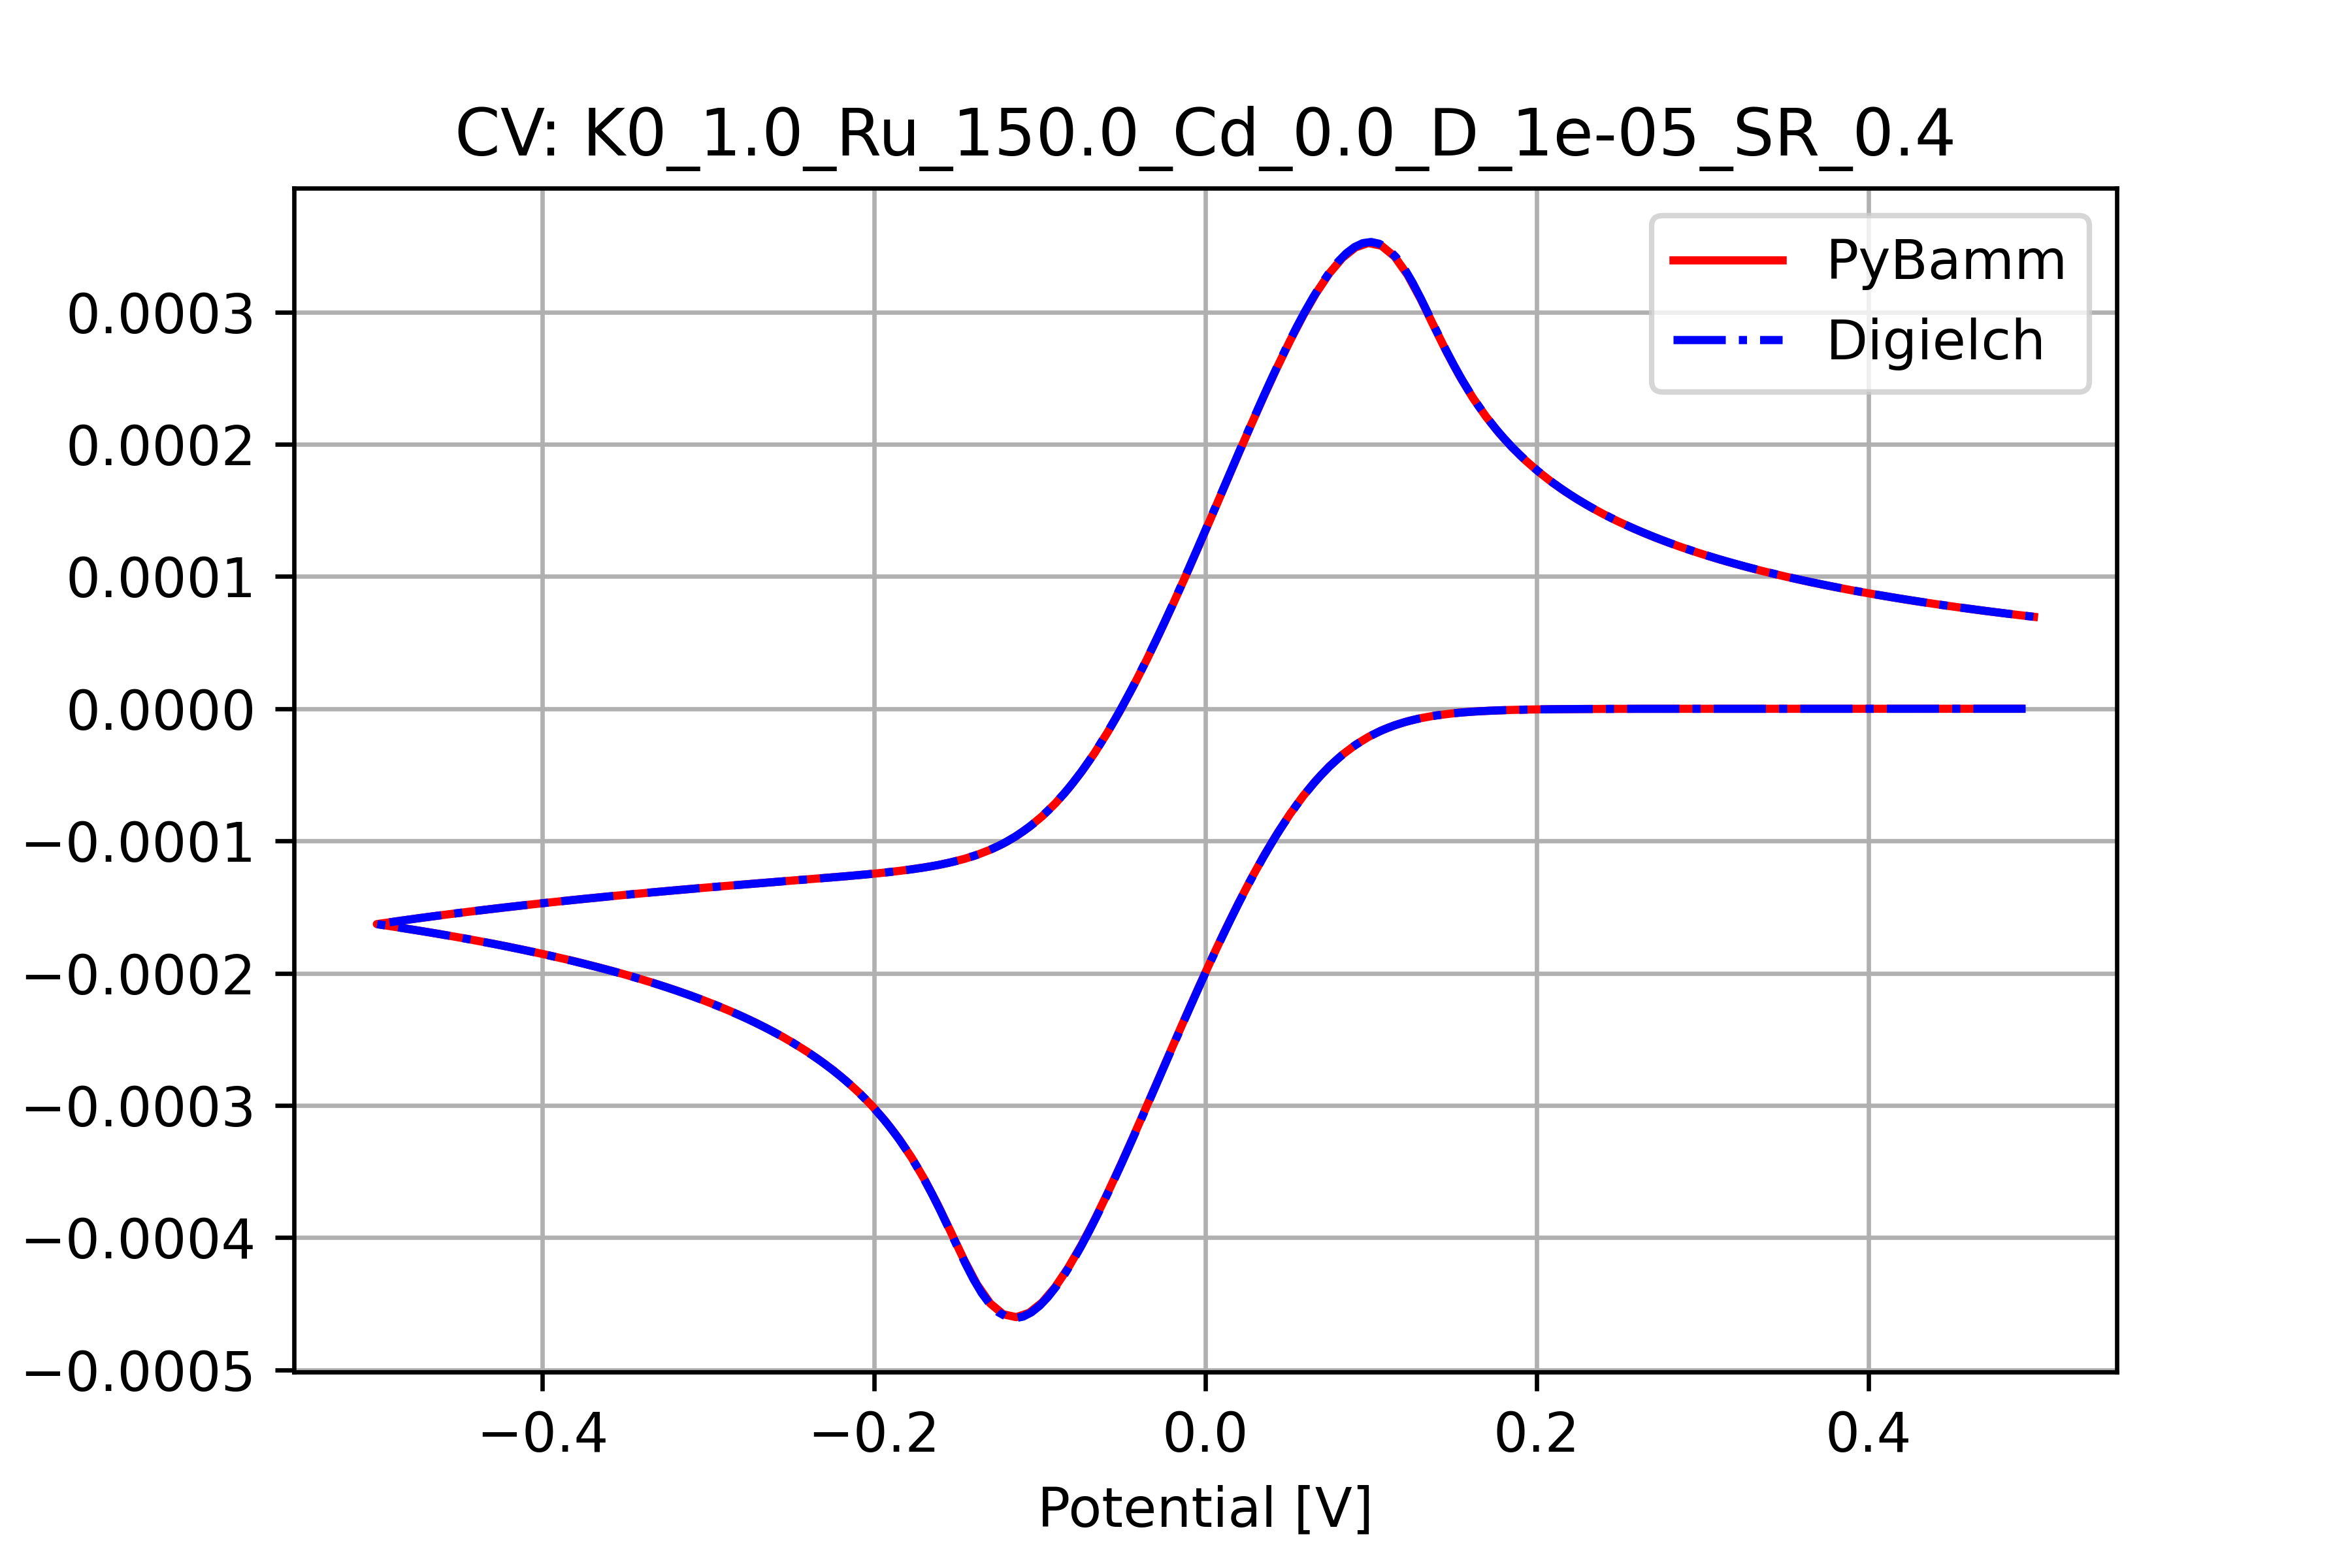 CV: K0_1.0_Ru_150.0_Cd_0.0_D_1e-05_SR_0.4
PyBamm
Digielch
0.0003
0.0002
0.0001
0.0000
−0.0001
−0.0002
−0.0003
−0.0004
−0.0005
−0.4 −0.2 0.0 0.2 0.4
Potential [V]